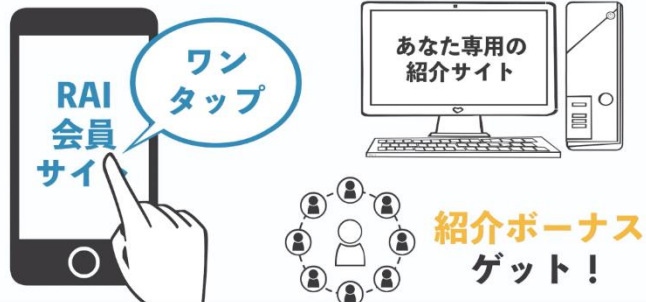 RAI
会員
サイト
ワン
タップ
あなた専用の
紹介サイト
紹介ボーナス
ゲット！